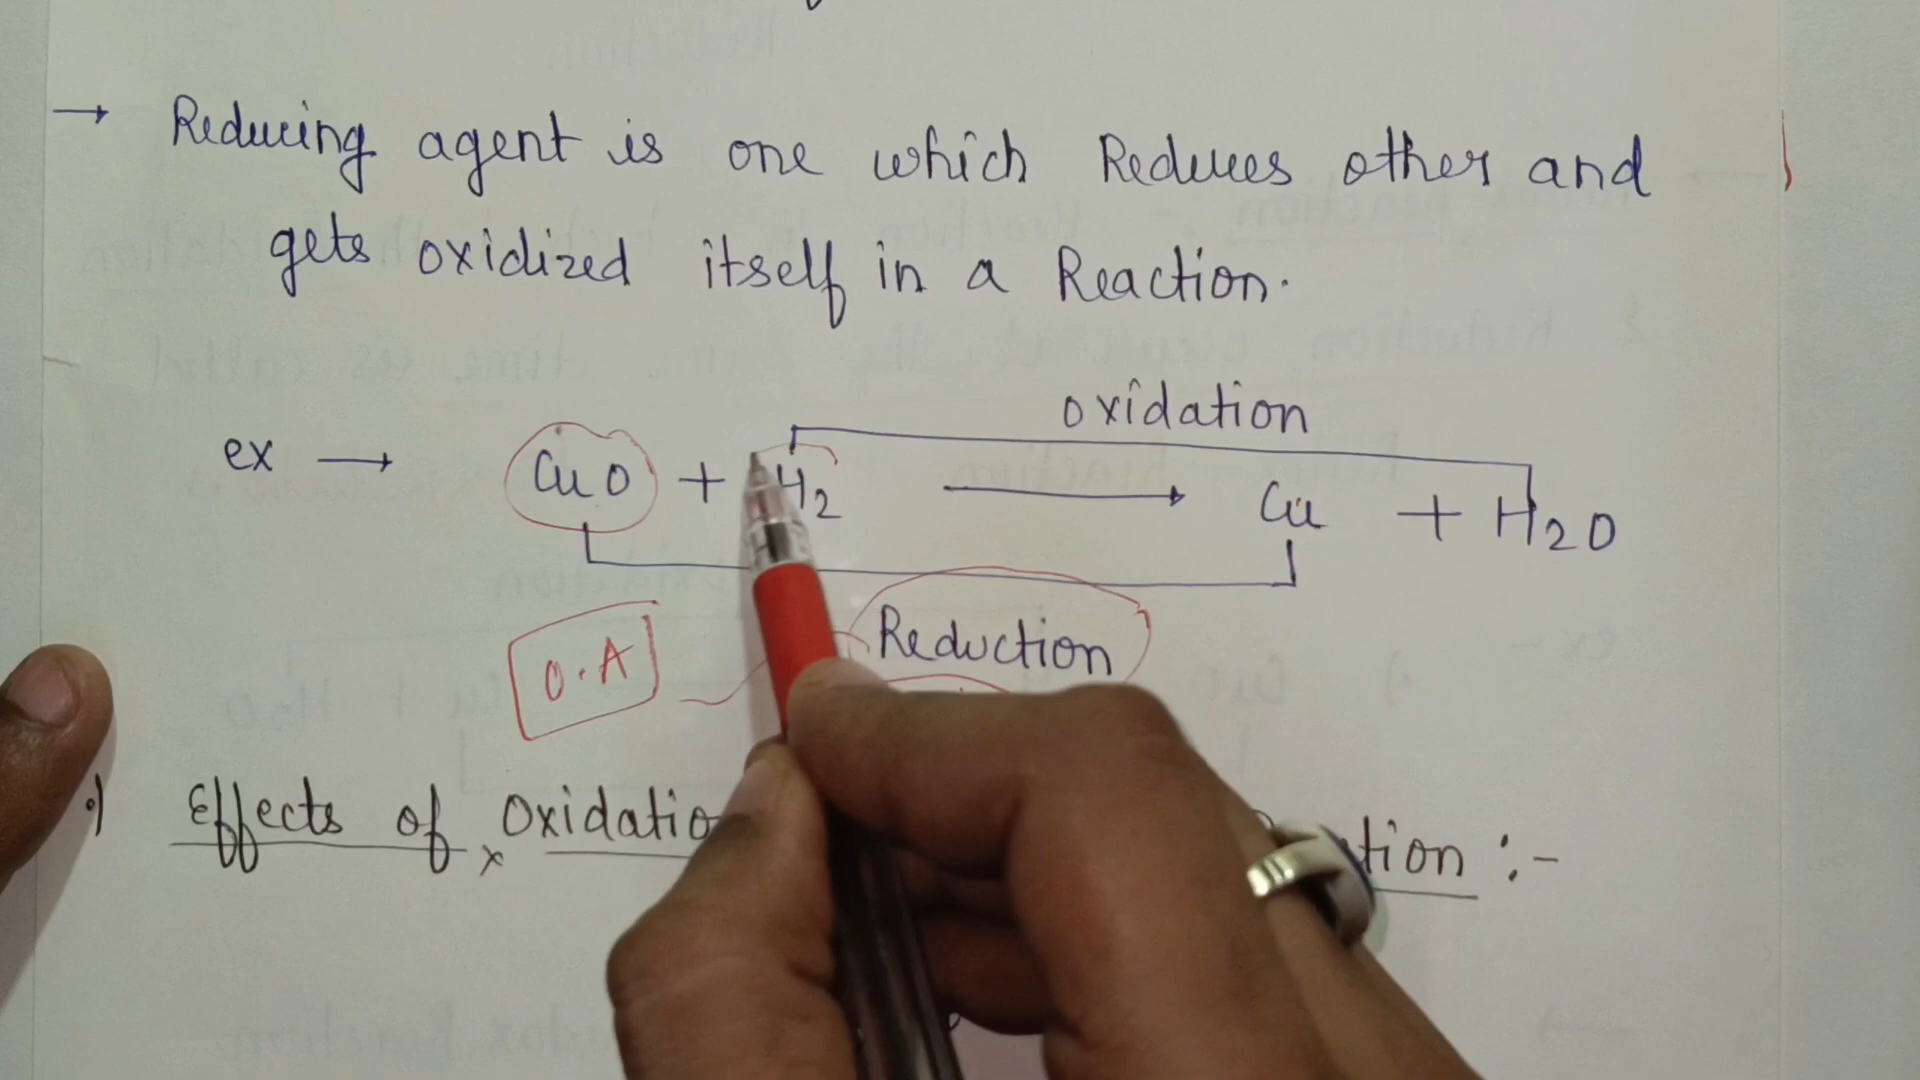 → Reducing agent is one which Reduces other and
gets oxidized itself in a Reaction.
oxidation
ex → CuO + H2 → Cu + H2O
Reduction
O.A
•) Effects of Oxidatio tion :-